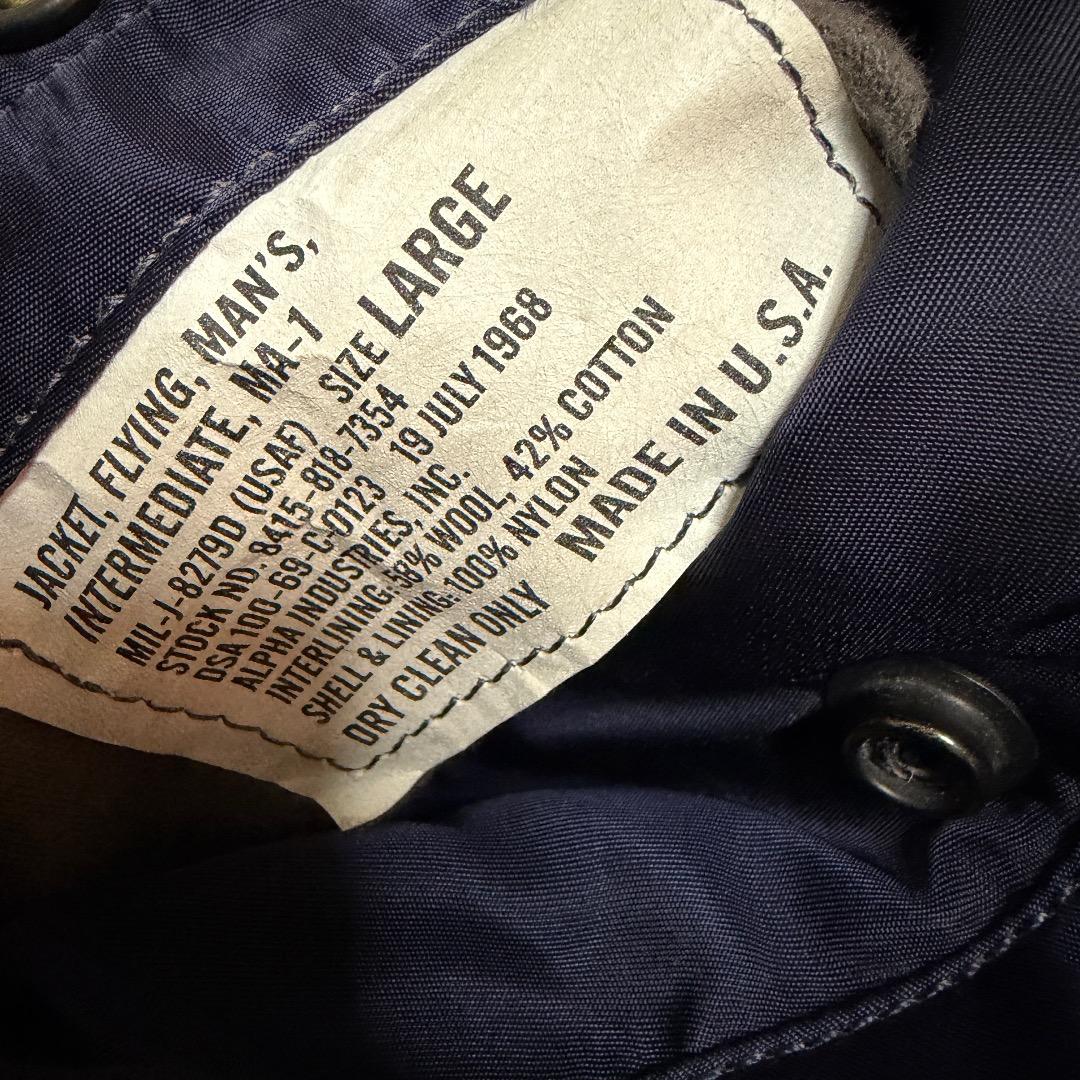 JACKET, FLYING, MAN'S,
INTERMEDIATE, MA-1
MIL-J-8279D (USAF) SIZE LARGE
STOCK NO. 8415-818-7354
DSA 100-69-C-0123 19 JULY 1968
ALPHA INDUSTRIES, INC.
INTERLINING:58% WOOL, 42% COTTON
SHELL & LINING:100% NYLON
DRY CLEAN ONLY MADE IN U.S.A.